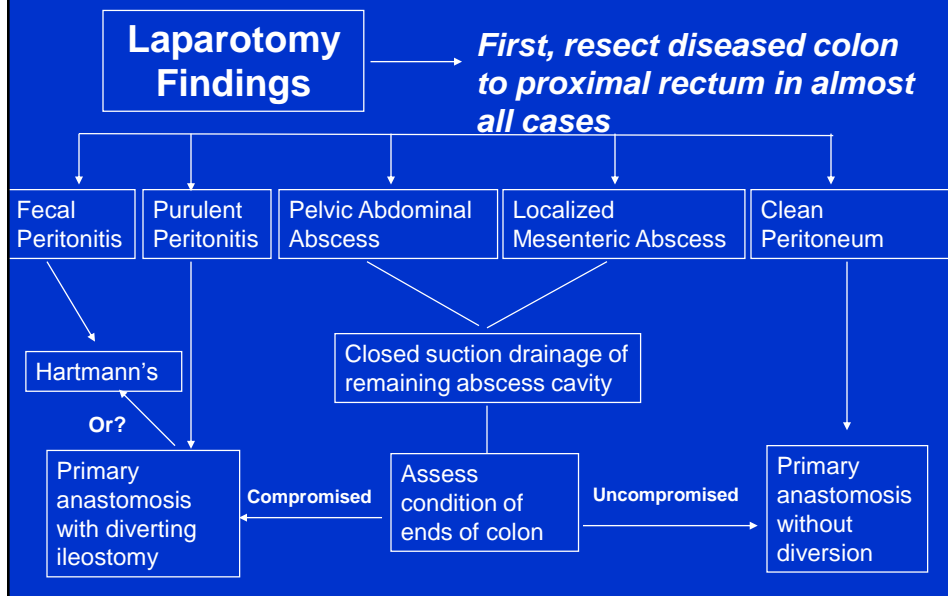 Laparotomy
Findings
First, resect diseased colon
to proximal rectum in almost
all cases
Fecal
Peritonitis
Purulent
Peritonitis
Pelvic Abdominal
Abscess
Localized
Mesenteric Abscess
Clean
Peritoneum
Hartmann’s
Closed suction drainage of
remaining abscess cavity
Or?
Primary
anastomosis
with diverting
ileostomy
Compromised
Assess
condition of
ends of colon
Uncompromised
Primary
anastomosis
without
diversion